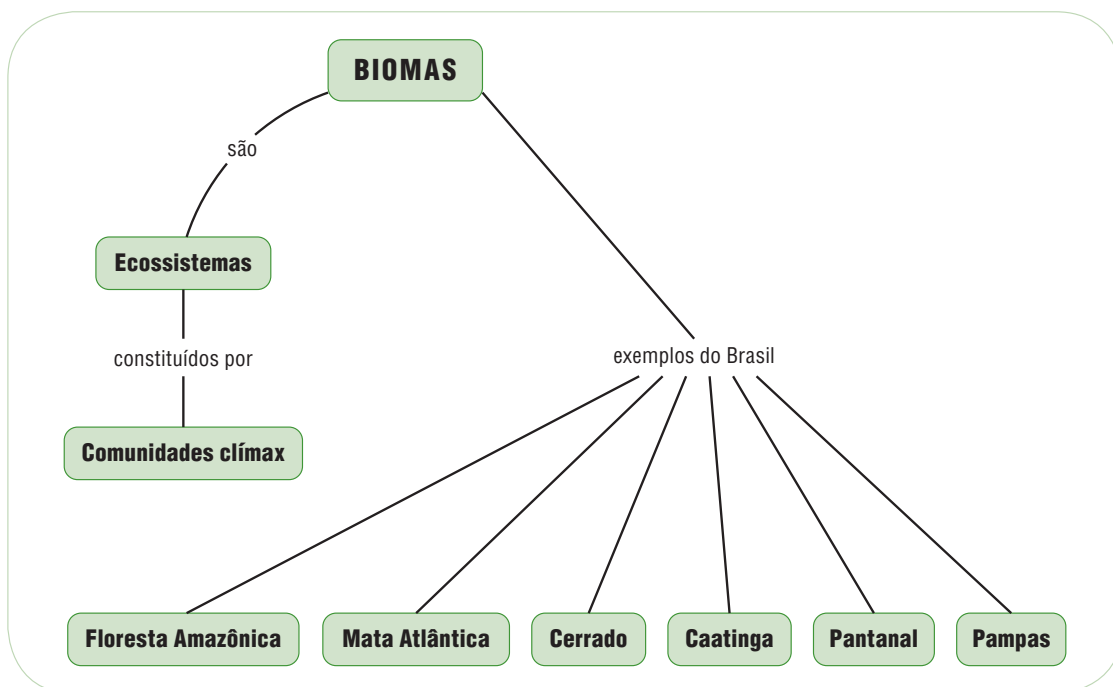 BIOMAS
são
Ecossistemas
constituídos por
exemplos do Brasil
Comunidades clímax
Floresta Amazônica
Mata Atlântica
Cerrado
Caatinga
Pantanal
Pampas